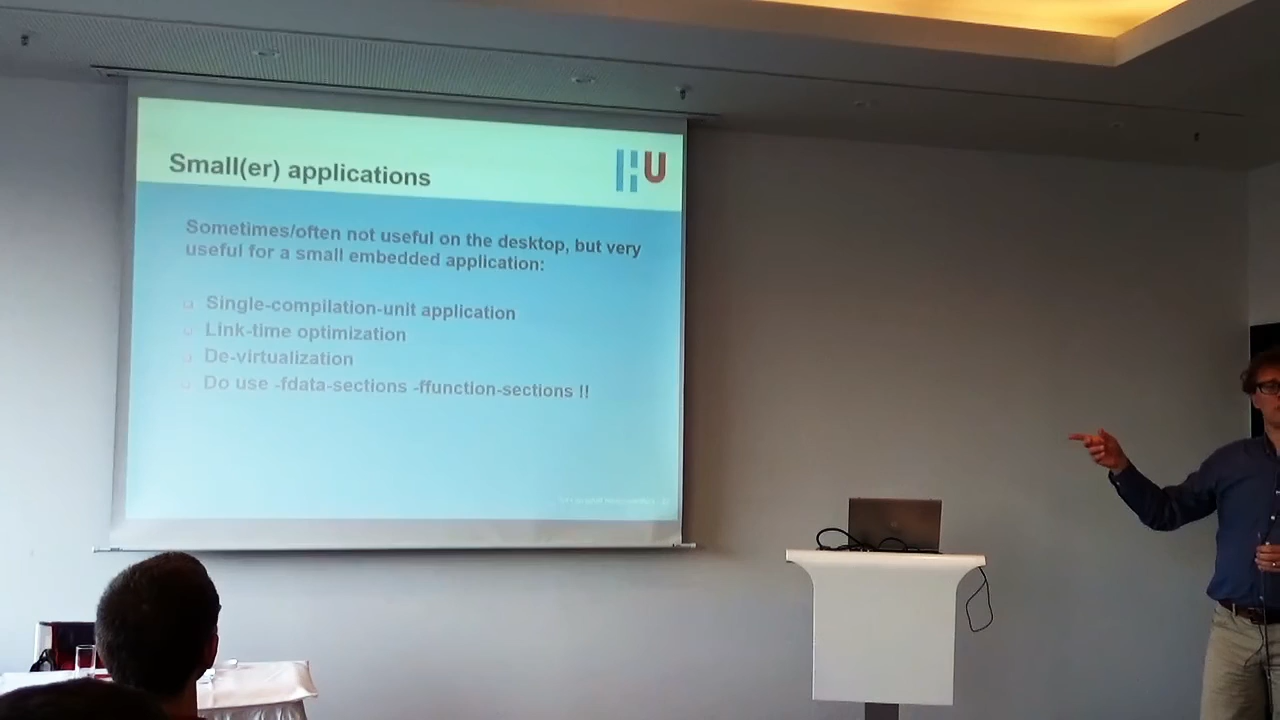 Small(er) applications
HU
Sometimes/often not useful on the desktop, but very
useful for a small embedded application:
Single-compilation-unit application
Link-time optimization
De-virtualization
Do use -fdata-sections -ffunction-sections !!